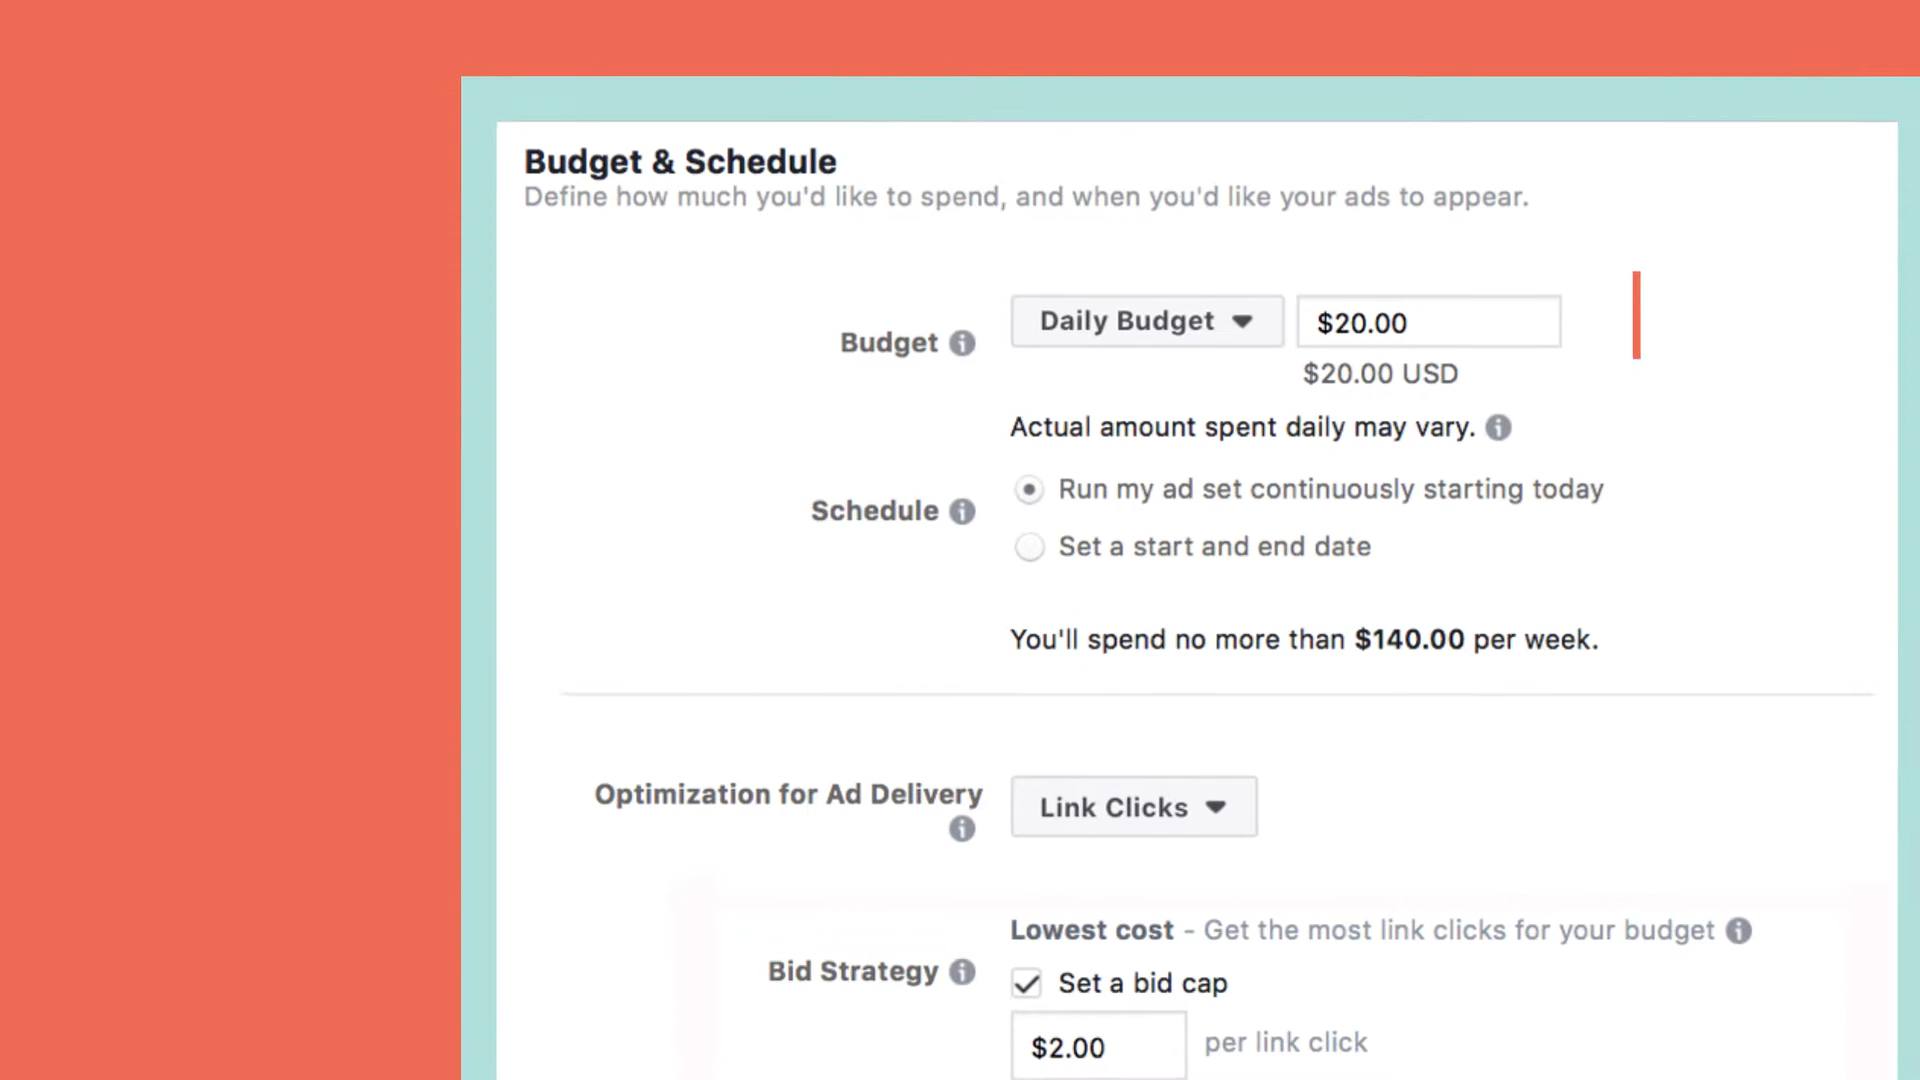 Budget & Schedule
Define how much you'd like to spend, and when you'd like your ads to appear.
Budget
Daily Budget
$20.00
$20.00 USD
Actual amount spent daily may vary.
Schedule
Run my ad set continuously starting today
Set a start and end date
You'll spend no more than $140.00 per week.
Optimization for Ad Delivery
Link Clicks
Bid Strategy
Lowest cost - Get the most link clicks for your budget
Set a bid cap
$2.00 per link click